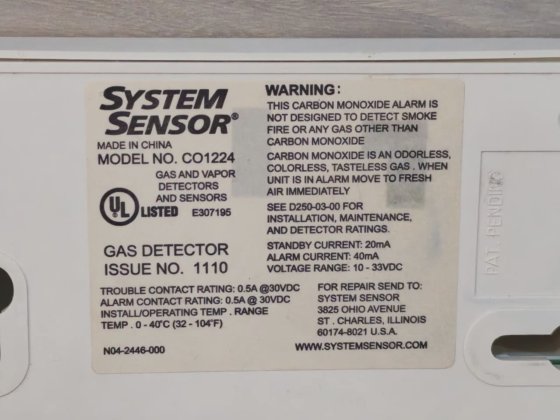 SYSTEM
SENSOR®
MADE IN CHINA
MODEL NO. CO1224
GAS AND VAPOR
DETECTORS
AND SENSORS
UL LISTED E307195
GAS DETECTOR
ISSUE NO. 1110
TROUBLE CONTACT RATING: 0.5A @30VDC
ALARM CONTACT RATING: 0.5A @ 30VDC
INSTALL/OPERATING TEMP . RANGE
TEMP . 0 - 40°C (32 - 104°F)
N04-2446-000
WARNING:
THIS CARBON MONOXIDE ALARM IS
NOT DESIGNED TO DETECT SMOKE
FIRE OR ANY GAS OTHER THAN
CARBON MONOXIDE
CARBON MONOXIDE IS AN ODORLESS,
COLORLESS, TASTELESS GAS . WHEN
UNIT IS IN ALARM MOVE TO FRESH
AIR IMMEDIATELY
SEE D250-03-00 FOR
INSTALLATION, MAINTENANCE,
AND DETECTOR RATINGS.
STANDBY CURRENT: 20mA
ALARM CURRENT: 40mA
VOLTAGE RANGE: 10 - 33VDC
FOR REPAIR SEND TO:
SYSTEM SENSOR
3825 OHIO AVENUE
ST . CHARLES, ILLINOIS
60174-8021 U.S.A.
WWW.SYSTEMSENSOR.COM
PAT. PENDING